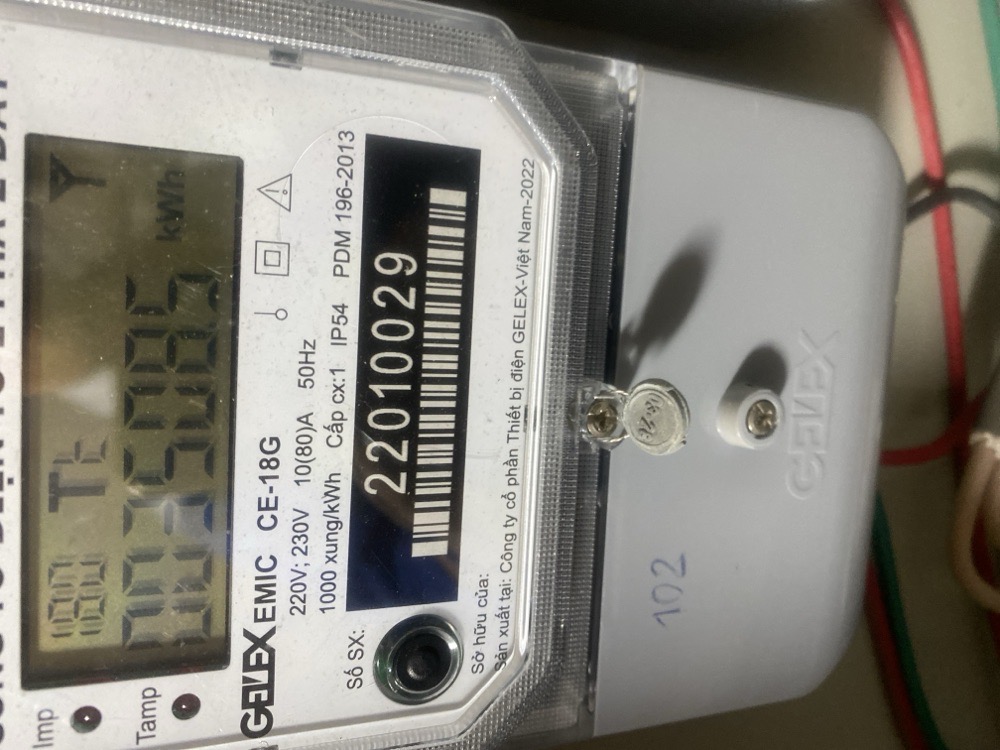 Tt
kWh
Imp
Tamp
GELEX EMIC CE-18G
220V; 230V 10(80)A 50Hz
1000 xung/kWh Cấp cx:1 IP54 PDM 196-2013
Số SX:
22010029
Sở hữu của:
Sản xuất tại: Công ty cổ phần Thiết bị điện GELEX-Việt Nam-2022
102
GELEX